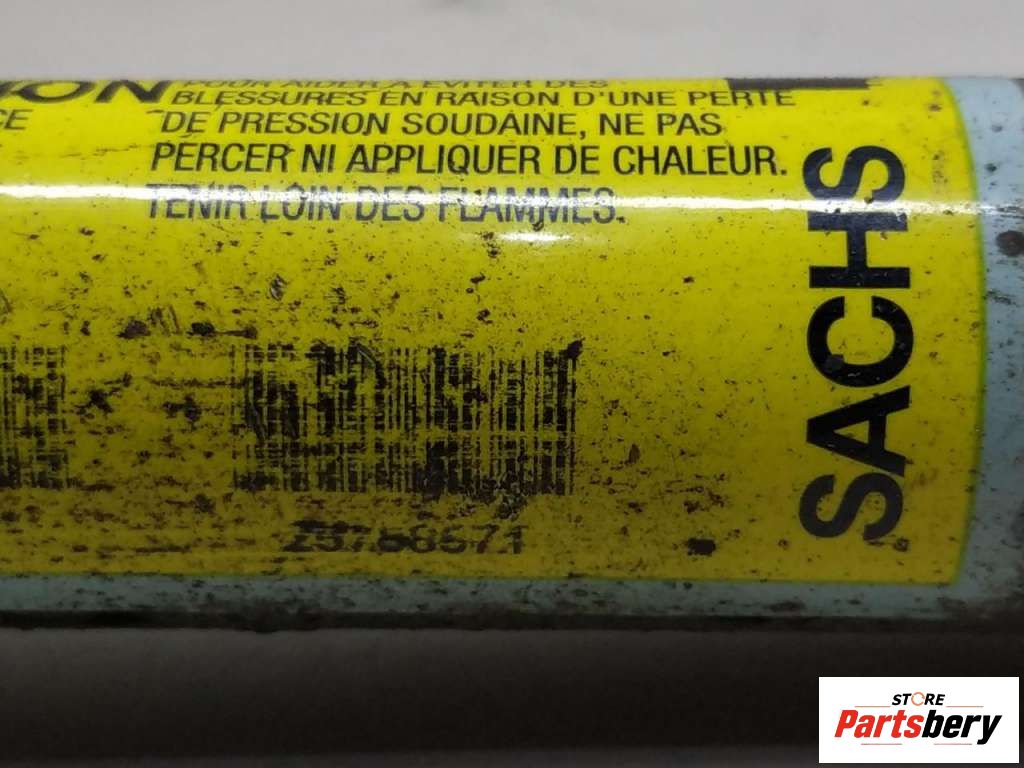 POUR AIDER À ÉVITER DES
BLESSURES EN RAISON D'UNE PERTE
DE PRESSION SOUDAINE, NE PAS
PERCER NI APPLIQUER DE CHALEUR.
TENIR LOIN DES FLAMMES.
SACHS
STORE
Partsbery